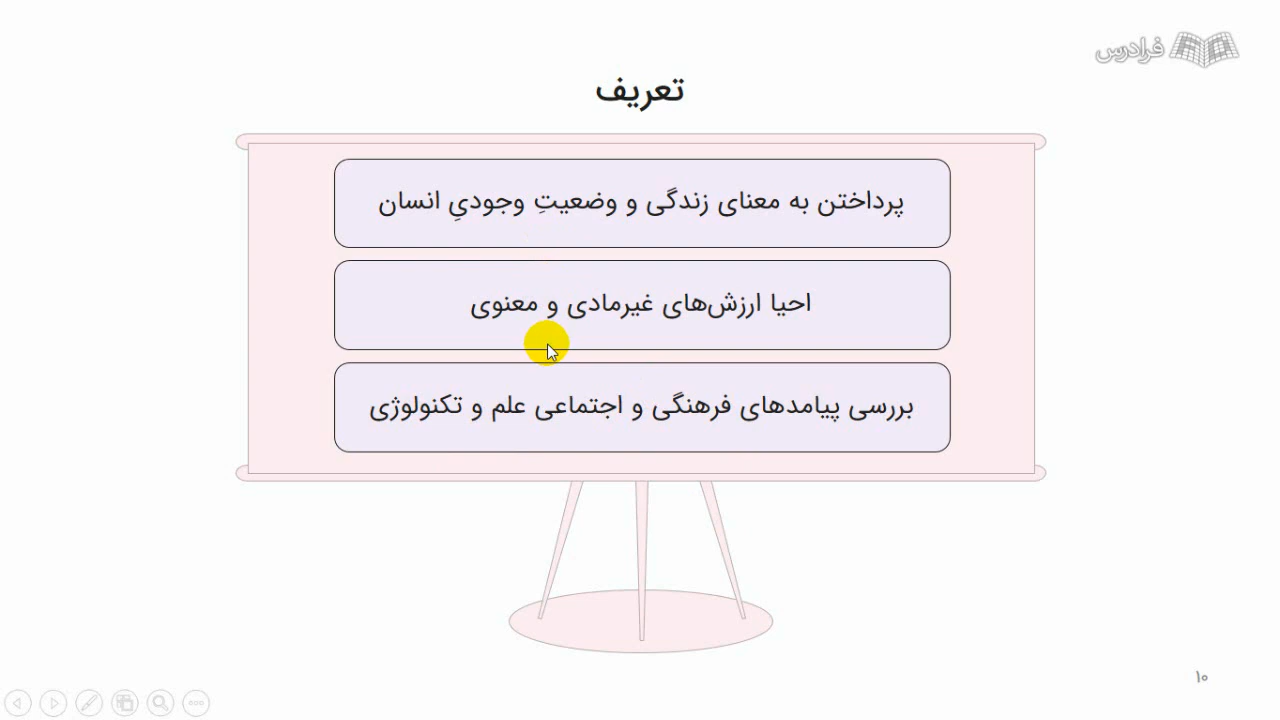 فرادرس
تعریف
پرداختن به معنای زندگی و وضعیتِ وجودیِ انسان
احیا ارزش‌های غیرمادی و معنوی
بررسی پیامدهای فرهنگی و اجتماعی علم و تکنولوژی
۱۰